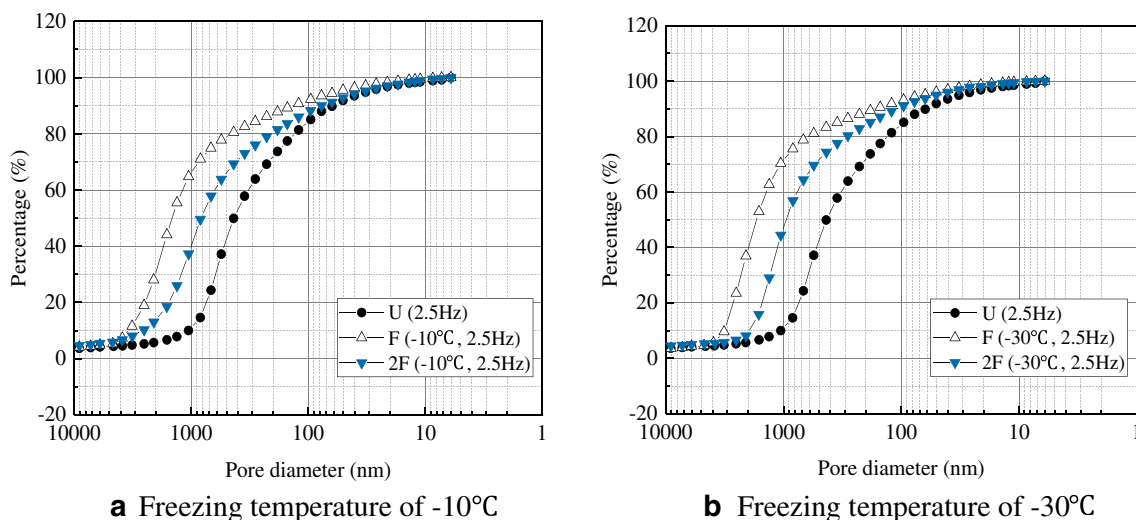 120
100
80
60
40
20
0
-20
Percentage (%)
U (2.5Hz)
F (-10℃, 2.5Hz)
2F (-10℃, 2.5Hz)
10000
1000
100
10
1
Pore diameter (nm)
a Freezing temperature of -10℃
120
100
80
60
40
20
0
-20
Percentage (%)
U (2.5Hz)
F (-30℃, 2.5Hz)
2F (-30℃, 2.5Hz)
10000
1000
100
10
1
Pore diameter (nm)
b Freezing temperature of -30℃